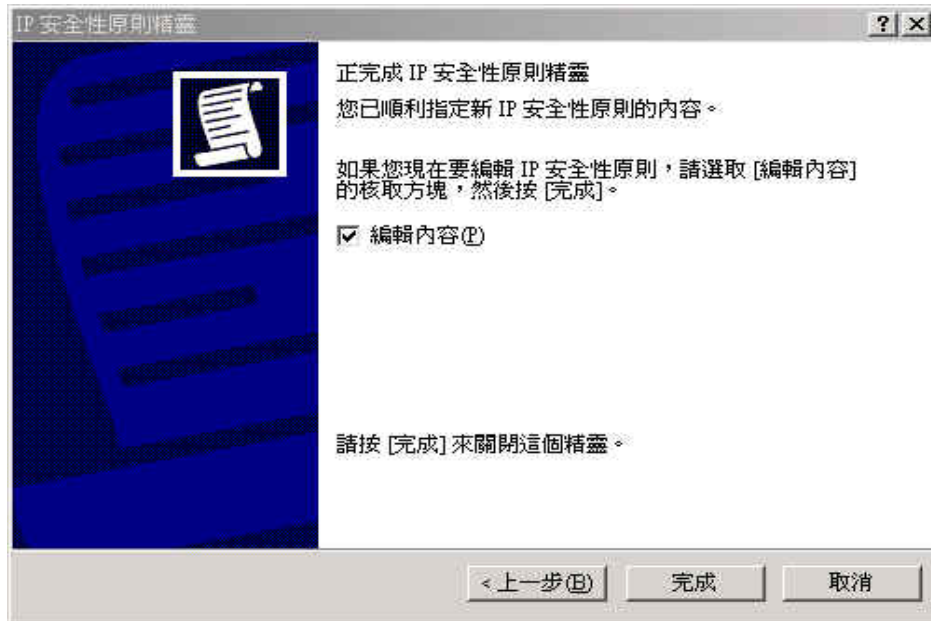 IP 安全性原則精靈
正完成 IP 安全性原則精靈
您已順利指定新 IP 安全性原則的內容。
如果您現在要編輯 IP 安全性原則，請選取 [編輯內容]
的核取方塊，然後按 [完成]。
編輯內容(P)
請按 [完成] 來關閉這個精靈。
<上一步(B) 完成 取消